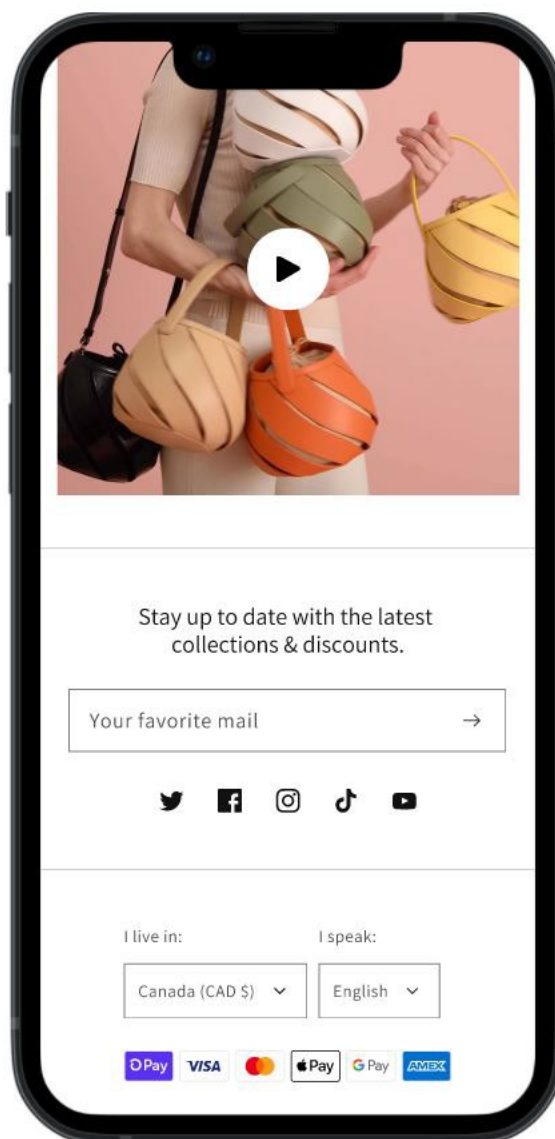 Stay up to date with the latest
collections & discounts.
Your favorite mail
I live in: I speak:
Canada (CAD $) English
Pay VISA Pay G Pay AMEX